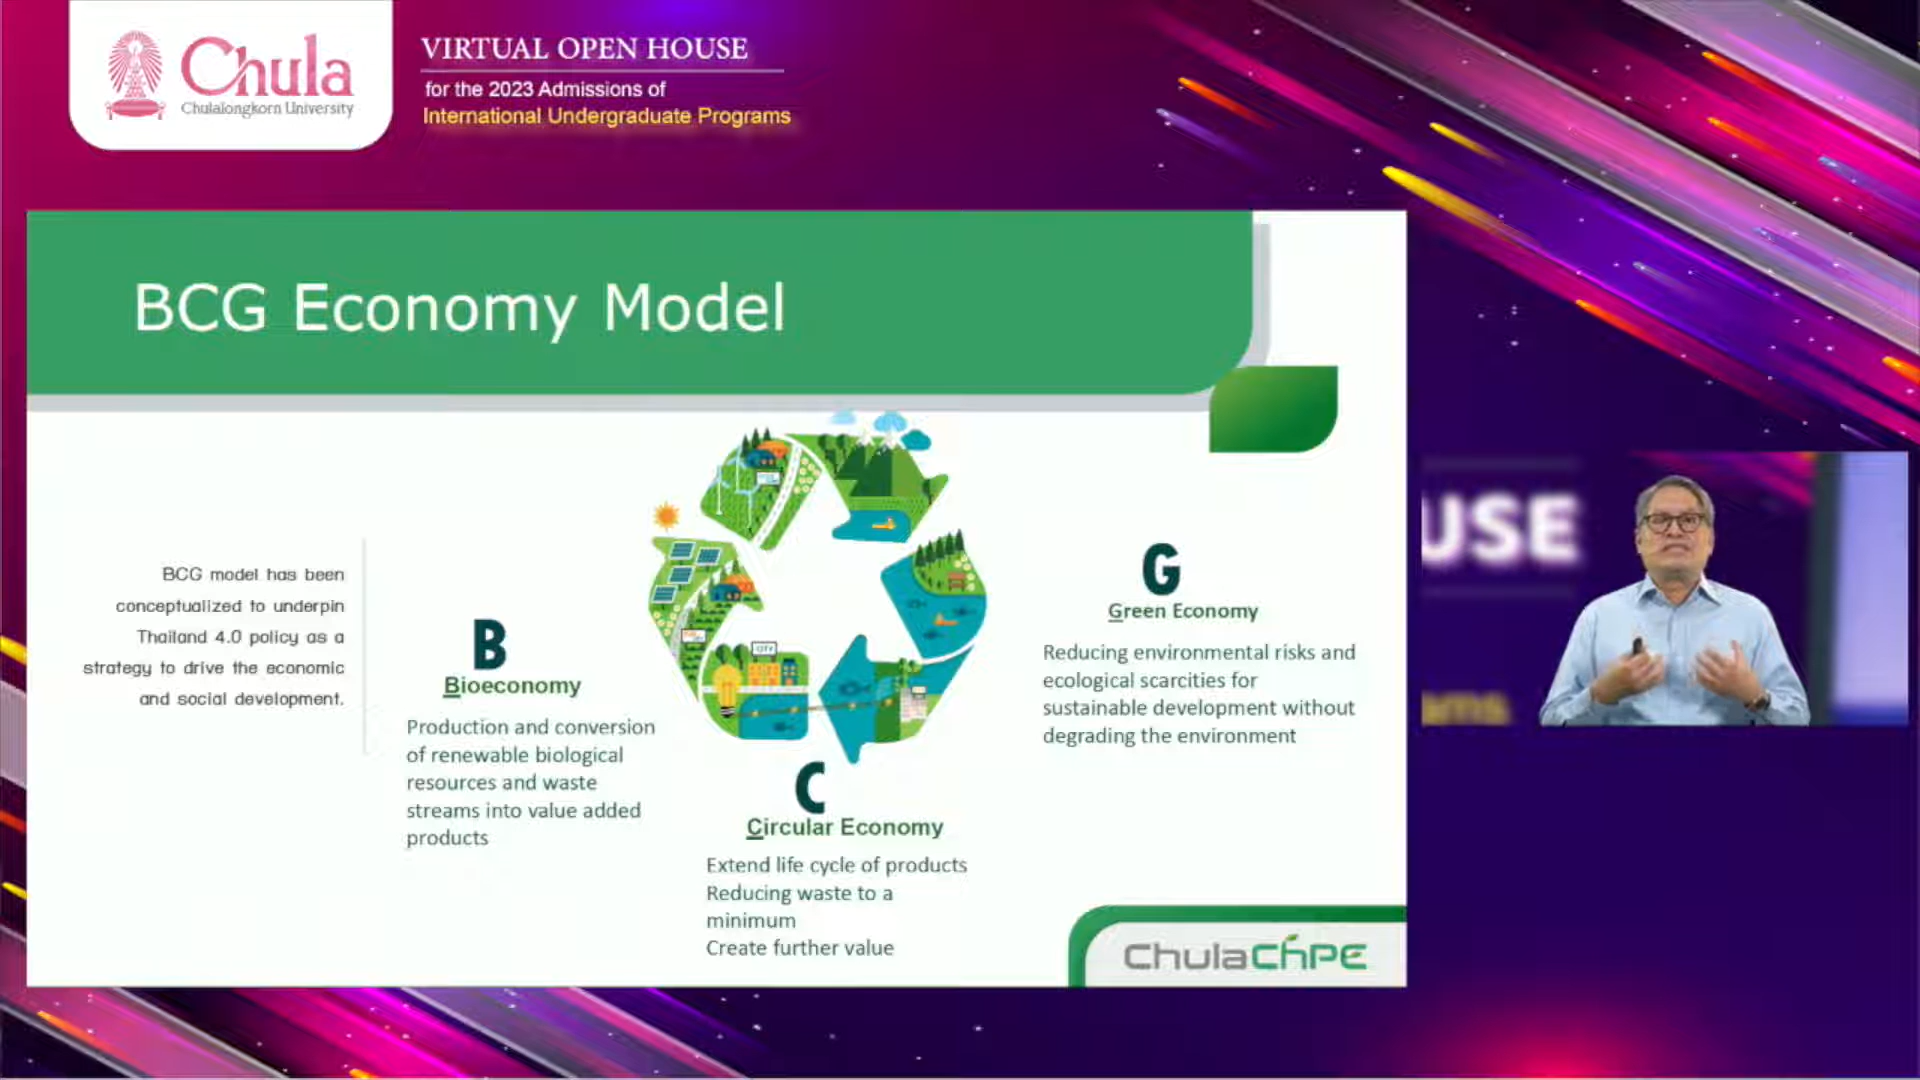 Chula
Chulalongkorn University
VIRTUAL OPEN HOUSE
for the 2023 Admissions of
International Undergraduate Programs
BCG Economy Model
BCG model has been
conceptualized to underpin
Thailand 4.0 policy as a
strategy to drive the economic
and social development.
B
Bioeconomy
Production and conversion
of renewable biological
resources and waste
streams into value added
products
CITY
C
Circular Economy
Extend life cycle of products
Reducing waste to a
minimum
Create further value
G
Green Economy
Reducing environmental risks and
ecological scarcities for
sustainable development without
degrading the environment
ChulaChPE
USE
ams